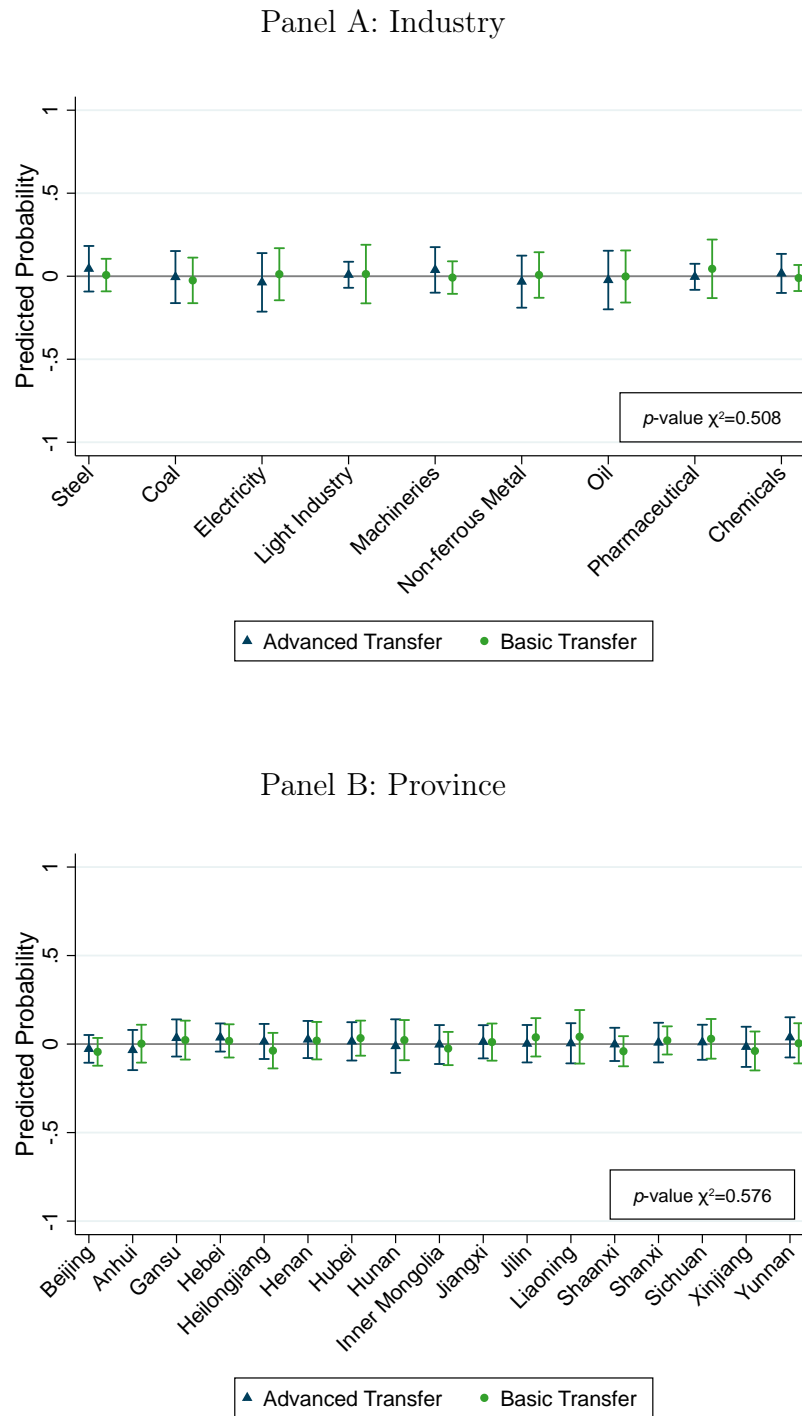 Panel A: Industry
Predicted Probability
1
.5
0
-.5
-1
p-value χ²=0.508
Steel
Coal
Electricity
Light Industry
Machineries
Non-ferrous Metal
Oil
Pharmaceutical
Chemicals
Advanced Transfer
Basic Transfer
Panel B: Province
Predicted Probability
1
.5
0
-.5
-1
p-value χ²=0.576
Beijing
Anhui
Gansu
Hebei
Heilongjiang
Henan
Hubei
Hunan
Inner Mongolia
Jiangxi
Jilin
Liaoning
Shaanxi
Shanxi
Sichuan
Xinjiang
Yunnan
Advanced Transfer
Basic Transfer